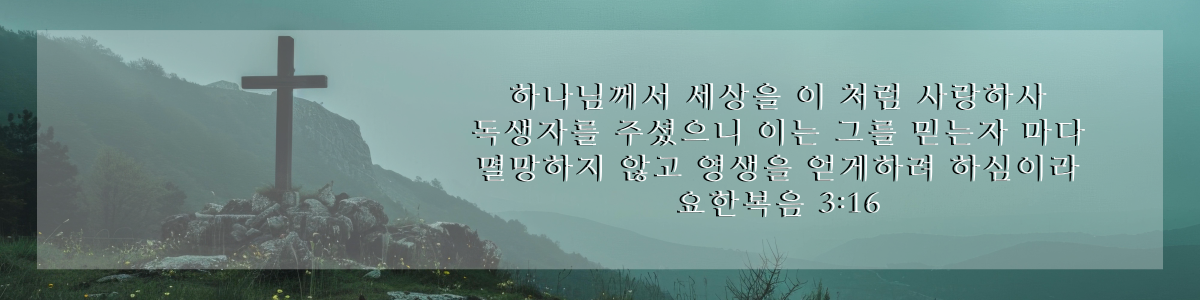 하나님께서 세상을 이 처럼 사랑하사
독생자를 주셨으니 이는 그를 믿는자 마다
멸망하지 않고 영생을 얻게하려 하심이라
요한복음 3:16